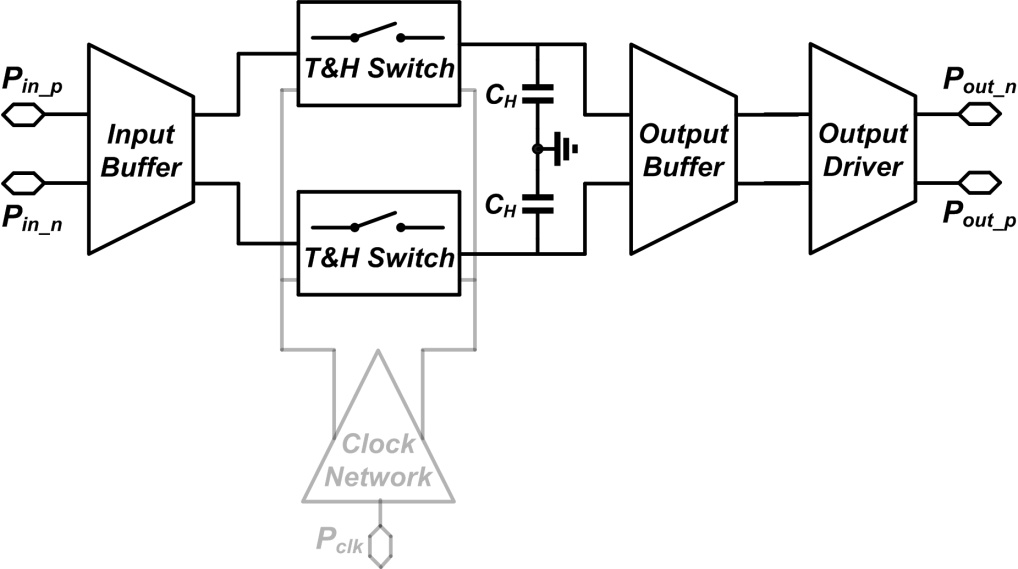 P_in_p
P_in_n
Input
Buffer
T&H Switch
T&H Switch
C_H
C_H
Output
Buffer
Output
Driver
P_out_n
P_out_p
Clock
Network
P_clk